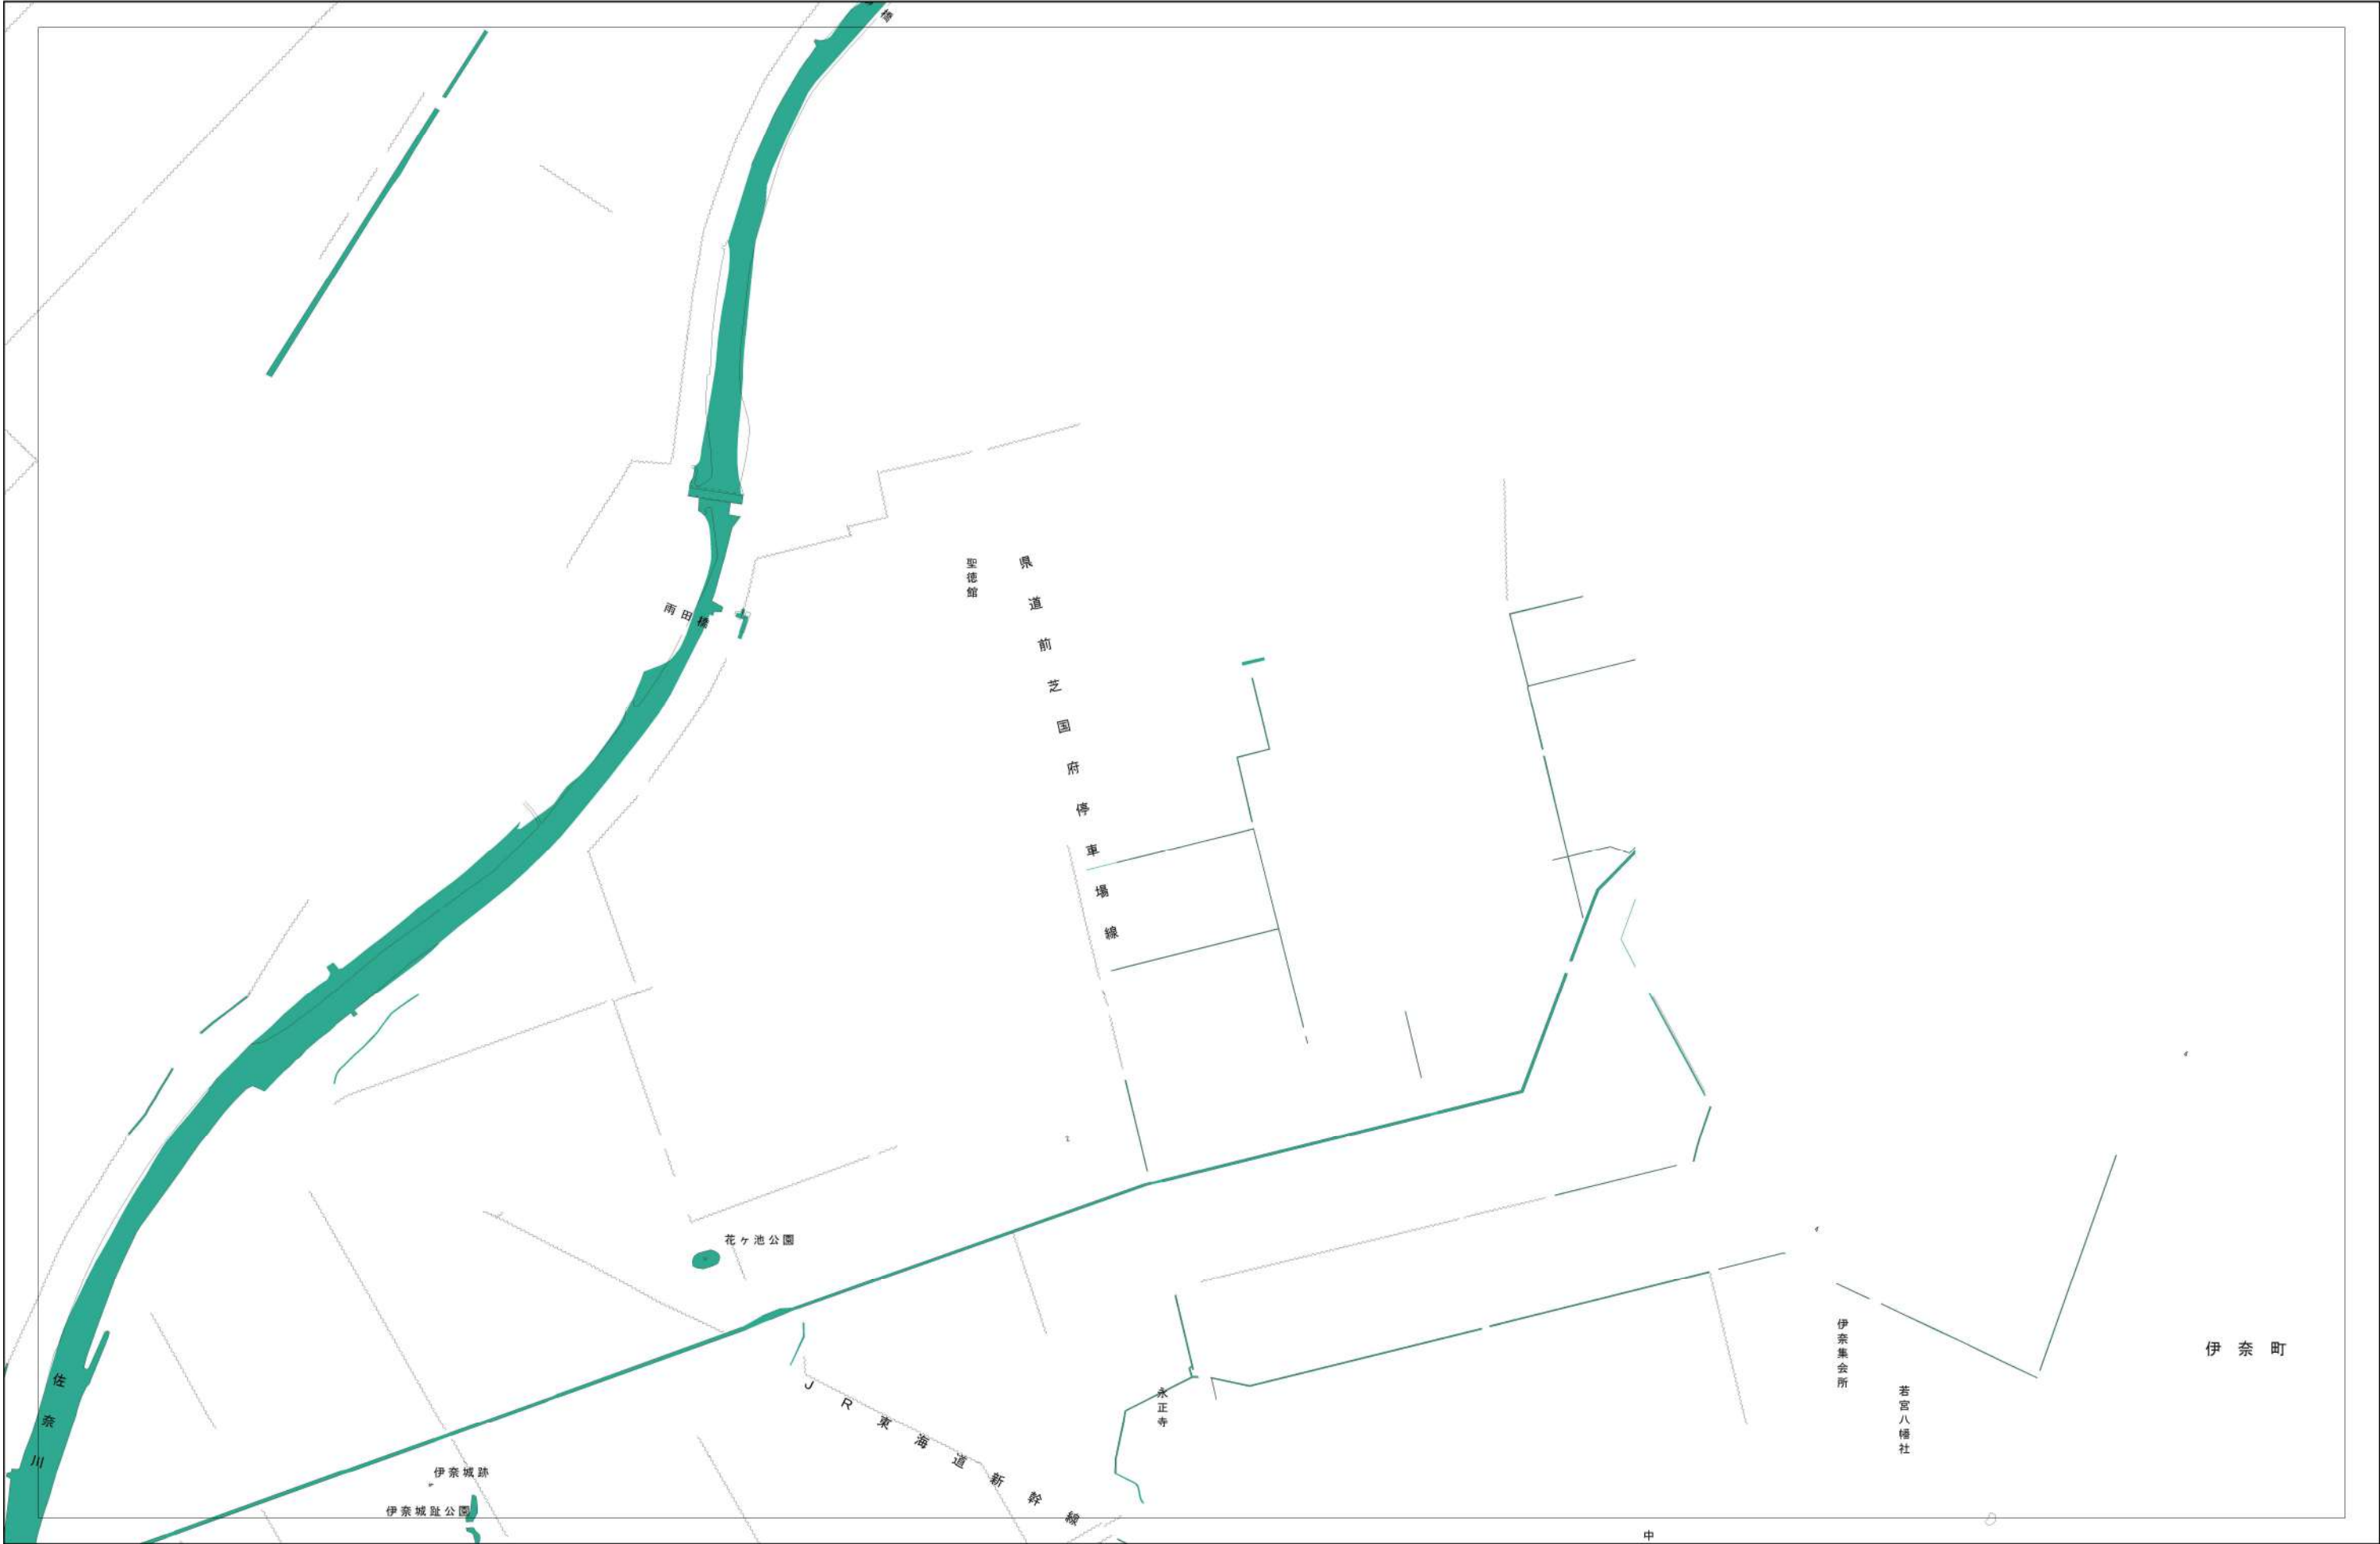 橋
聖徳館
県道前芝国府停車場線
雨田橋
花ヶ池公園
JR東海道新幹線
永正寺
伊奈集会所
若宮八幡社
伊奈町
佐奈川
伊奈城跡
伊奈城趾公園
中